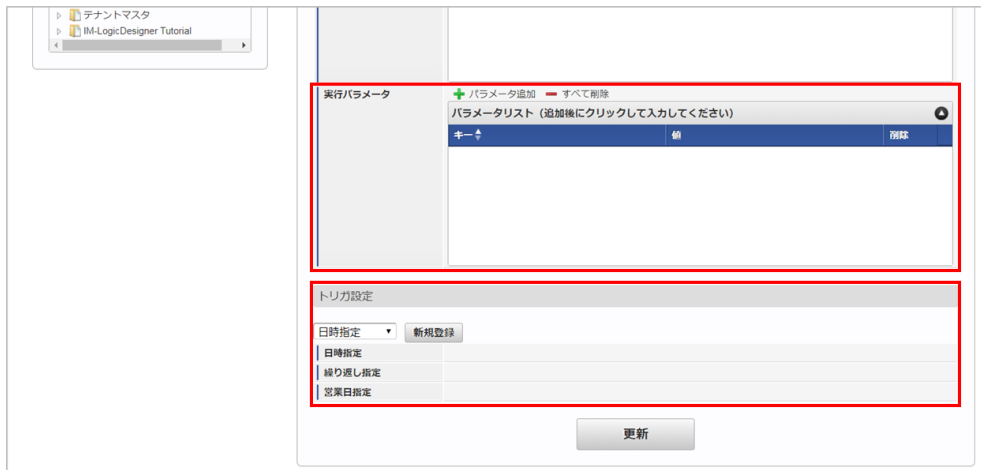 テナントマスタ
IM-LogicDesigner Tutorial
実行パラメータ
パラメータ追加 すべて削除
パラメータリスト（追加後にクリックして入力してください）
キー 値 削除
トリガ設定
日時指定 新規登録
日時指定
繰り返し指定
営業日指定
更新